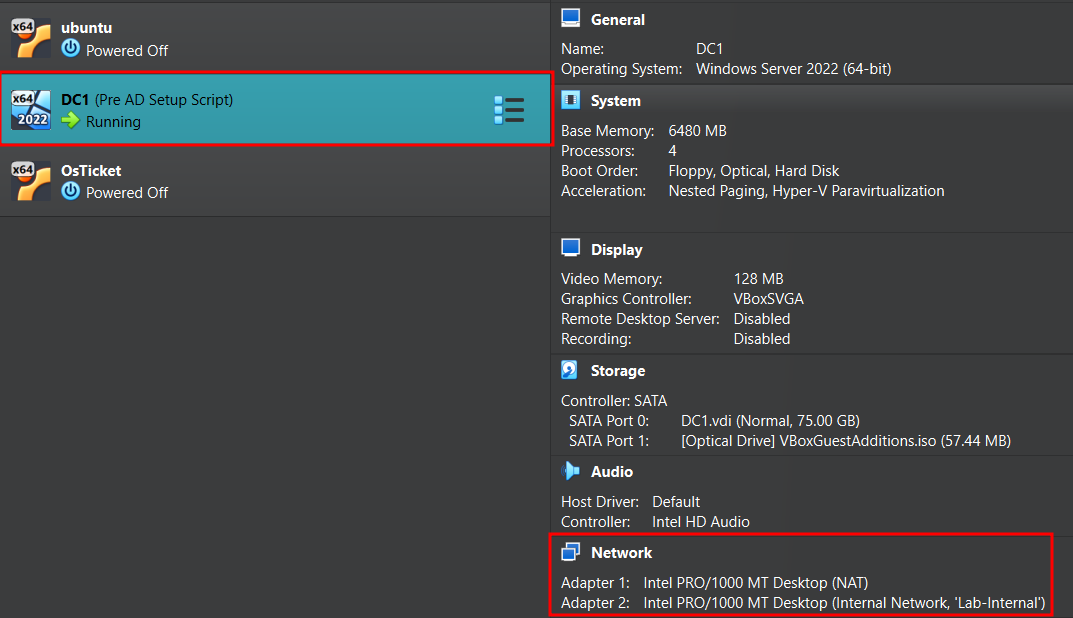 x64
ubuntu
Powered Off
x64
2022
DC1 (Pre AD Setup Script)
Running
x64
OsTicket
Powered Off
General
Name: DC1
Operating System: Windows Server 2022 (64-bit)
System
Base Memory: 6480 MB
Processors: 4
Boot Order: Floppy, Optical, Hard Disk
Acceleration: Nested Paging, Hyper-V Paravirtualization
Display
Video Memory: 128 MB
Graphics Controller: VBoxSVGA
Remote Desktop Server: Disabled
Recording: Disabled
Storage
Controller: SATA
SATA Port 0: DC1.vdi (Normal, 75.00 GB)
SATA Port 1: [Optical Drive] VBoxGuestAdditions.iso (57.44 MB)
Audio
Host Driver: Default
Controller: Intel HD Audio
Network
Adapter 1: Intel PRO/1000 MT Desktop (NAT)
Adapter 2: Intel PRO/1000 MT Desktop (Internal Network, 'Lab-Internal')